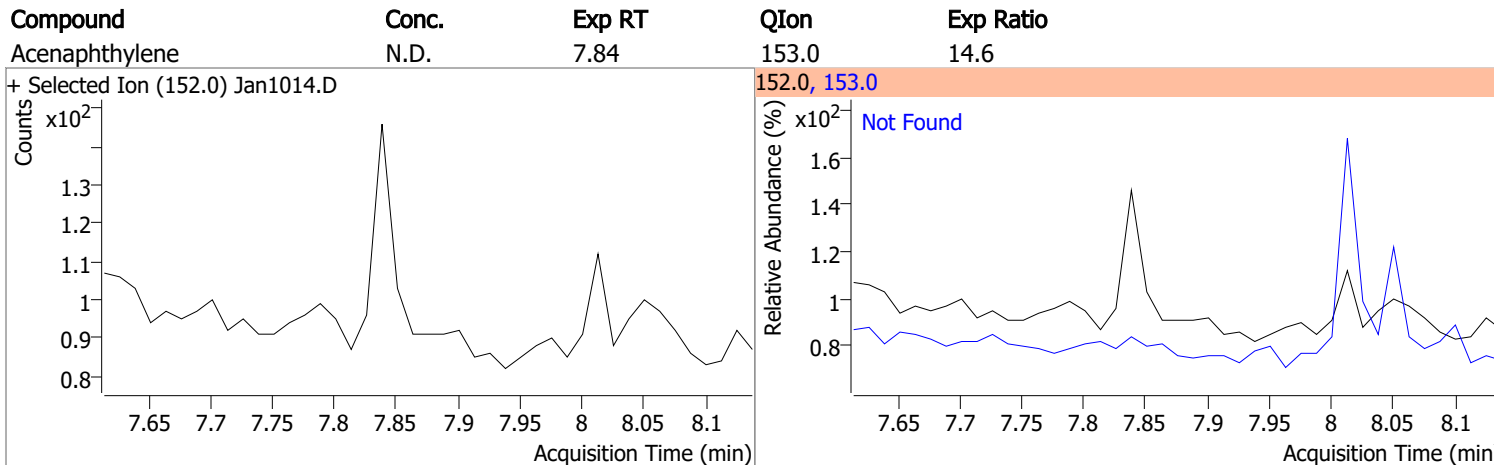 Compound Conc. Exp RT QIon Exp Ratio
Acenaphthylene N.D. 7.84 153.0 14.6
+ Selected Ion (152.0) Jan1014.D
Counts
x10²
1.3
1.2
1.1
1
0.9
0.8
7.65 7.7 7.75 7.8 7.85 7.9 7.95 8 8.05 8.1
Acquisition Time (min)
152.0, 153.0
Relative Abundance (%)
x10²
Not Found
1.6
1.4
1.2
1
0.8
7.65 7.7 7.75 7.8 7.85 7.9 7.95 8 8.05 8.1
Acquisition Time (min